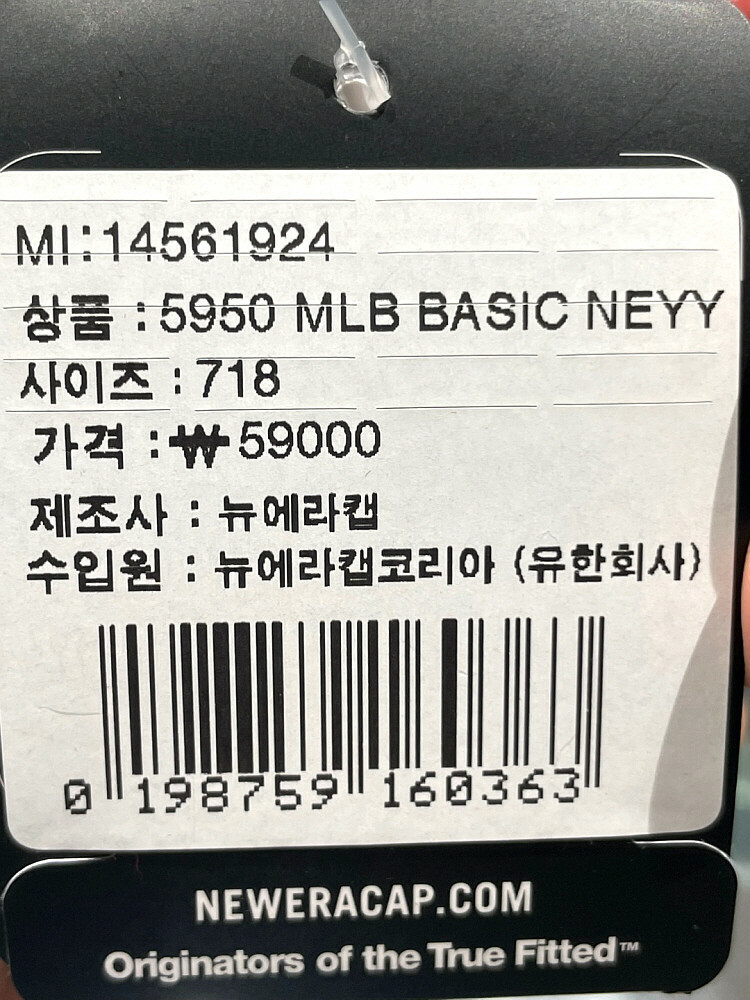 MI:14561924
상품 :5950 MLB BASIC NEYY
사이즈 :718
가격 :₩59000
제조사 : 뉴에라캡
수입원 : 뉴에라캡코리아 (유한회사)
0 198759 160363
NEWERACAP.COM
Originators of the True Fitted™